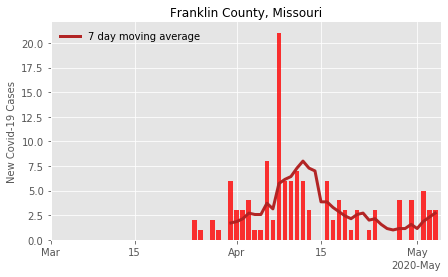 Franklin County, Missouri
7 day moving average
New Covid-19 Cases
20.0
17.5
15.0
12.5
10.0
7.5
5.0
2.5
0.0
Mar
15
Apr
15
May
2020-May